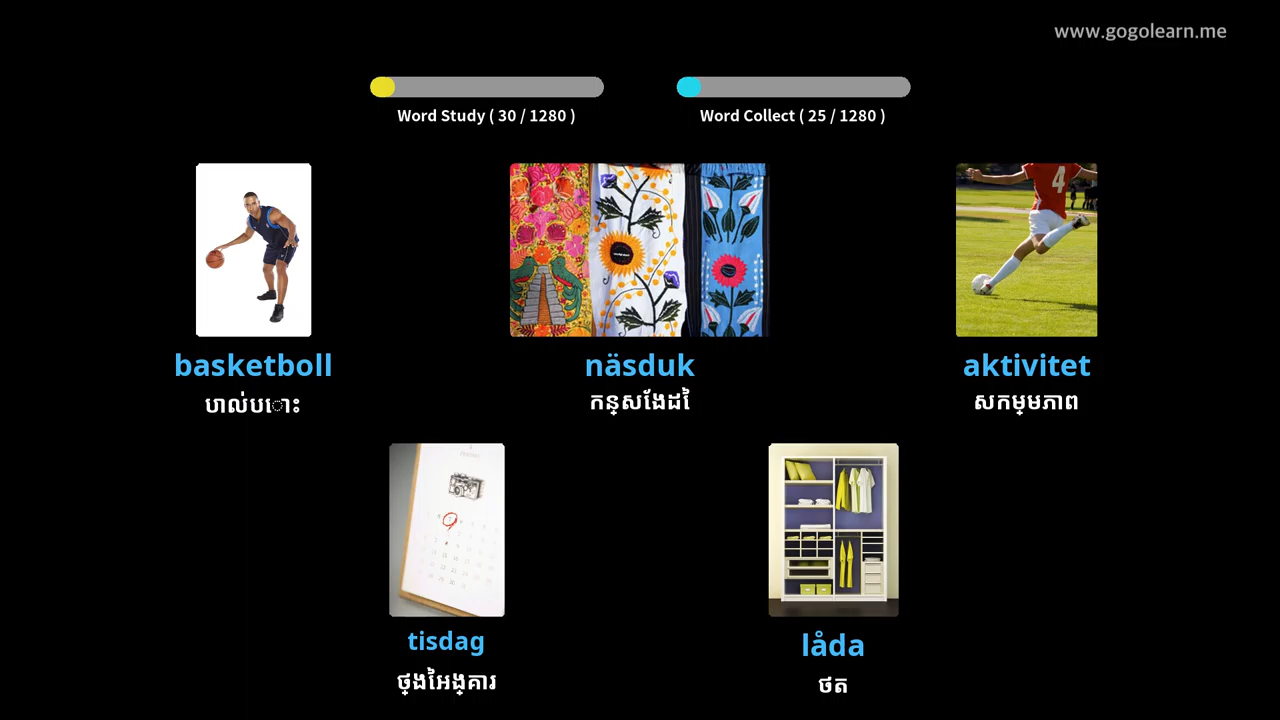 www.gogolearn.me
Word Study ( 30 / 1280 )
Word Collect ( 25 / 1280 )
basketboll
បាល់បោះ
näsduk
កន្សែងដៃ
aktivitet
សកម្មភាព
tisdag
ថ្ងៃអង្គារ
låda
ថត